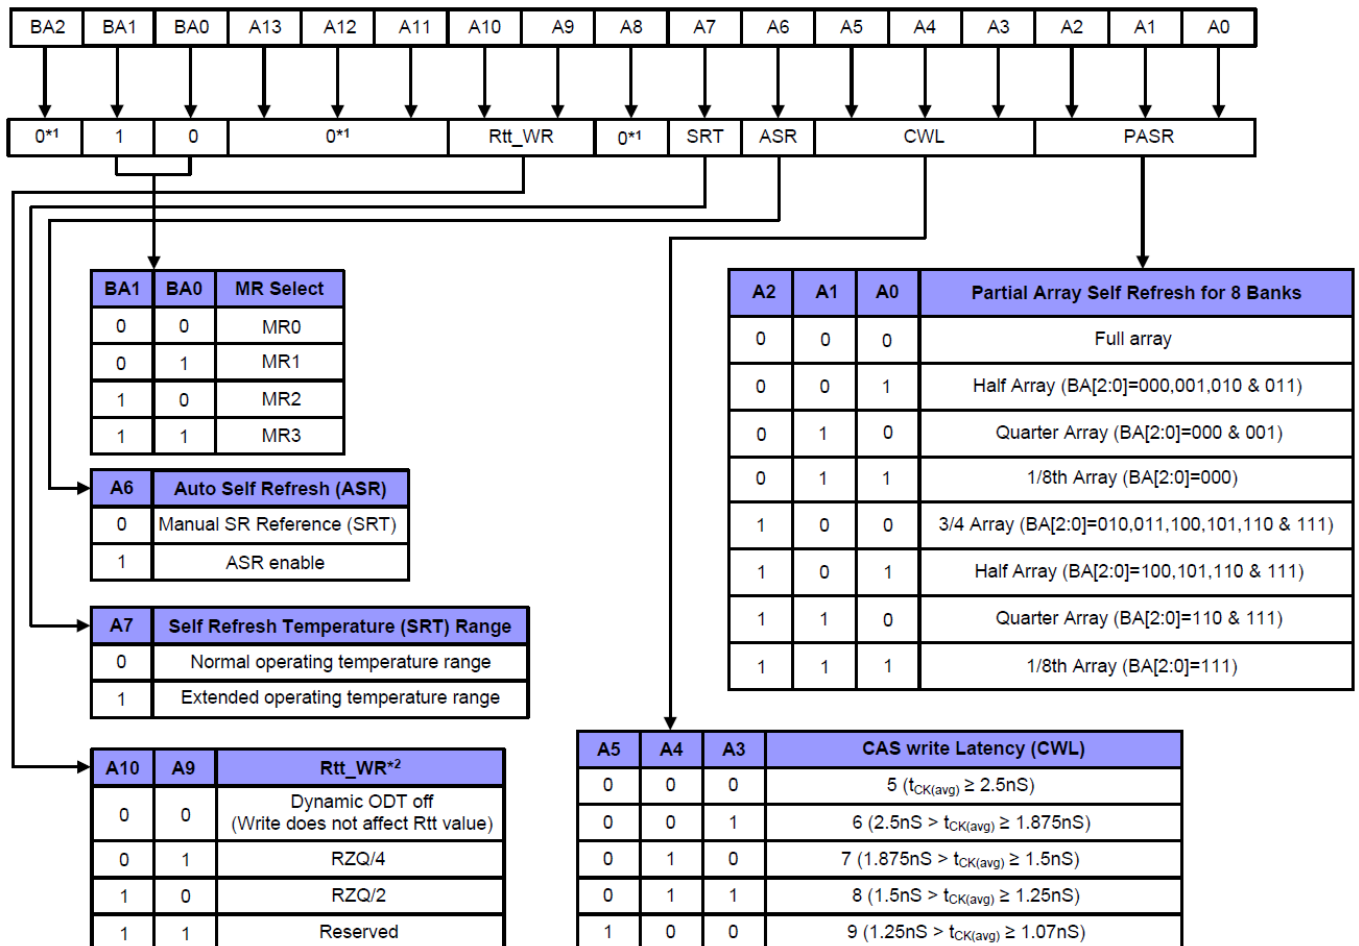 BA2 BA1 BA0 A13 A12 A11 A10 A9 A8 A7 A6 A5 A4 A3 A2 A1 A0
0*1 1 0 0*1 Rtt_WR 0*1 SRT ASR CWL PASR
BA1 BA0 MR Select
0 0 MR0
0 1 MR1
1 0 MR2
1 1 MR3
A6 Auto Self Refresh (ASR)
0 Manual SR Reference (SRT)
1 ASR enable
A7 Self Refresh Temperature (SRT) Range
0 Normal operating temperature range
1 Extended operating temperature range
A10 A9 Rtt_WR*2
0 0 Dynamic ODT off
(Write does not affect Rtt value)
0 1 RZQ/4
1 0 RZQ/2
1 1 Reserved
A2 A1 A0 Partial Array Self Refresh for 8 Banks
0 0 0 Full array
0 0 1 Half Array (BA[2:0]=000,001,010 & 011)
0 1 0 Quarter Array (BA[2:0]=000 & 001)
0 1 1 1/8th Array (BA[2:0]=000)
1 0 0 3/4 Array (BA[2:0]=010,011,100,101,110 & 111)
1 0 1 Half Array (BA[2:0]=100,101,110 & 111)
1 1 0 Quarter Array (BA[2:0]=110 & 111)
1 1 1 1/8th Array (BA[2:0]=111)
A5 A4 A3 CAS write Latency (CWL)
0 0 0 5 (tCK(avg) ≥ 2.5nS)
0 0 1 6 (2.5nS > tCK(avg) ≥ 1.875nS)
0 1 0 7 (1.875nS > tCK(avg) ≥ 1.5nS)
0 1 1 8 (1.5nS > tCK(avg) ≥ 1.25nS)
1 0 0 9 (1.25nS > tCK(avg) ≥ 1.07nS)